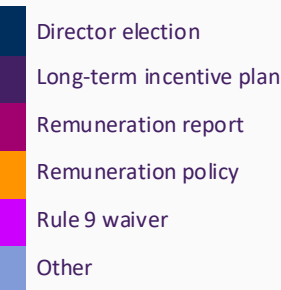 Director election
Long-term incentive plan
Remuneration report
Remuneration policy
Rule 9 waiver
Other